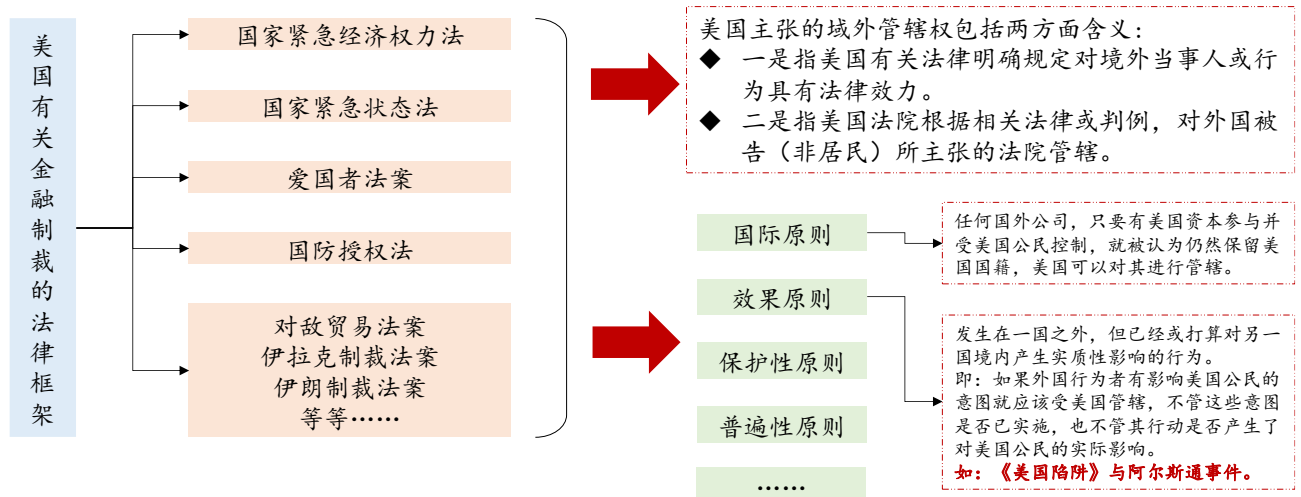 美国有关金融制裁的法律框架
国家紧急经济权力法
国家紧急状态法
爱国者法案
国防授权法
对敌贸易法案
伊拉克制裁法案
伊朗制裁法案
等等……
美国主张的域外管辖权包括两方面含义：
◆ 一是指美国有关法律明确规定对境外当事人或行
为具有法律效力。
◆ 二是指美国法院根据相关法律或判例，对外国被
告（非居民）所主张的法院管辖。
国际原则
效果原则
保护性原则
普遍性原则
……
任何国外公司，只要有美国资本参与并
受美国公民控制，就被认为仍然保留美
国国籍，美国可以对其进行管辖。
发生在一国之外，但已经或打算对另一
国境内产生实质性影响的行为。
即：如果外国行为者有影响美国公民的
意图就应该受美国管辖，不管这些意图
是否已实施，也不管其行动是否产生了
对美国公民的实际影响。
如：《美国陷阱》与阿尔斯通事件。